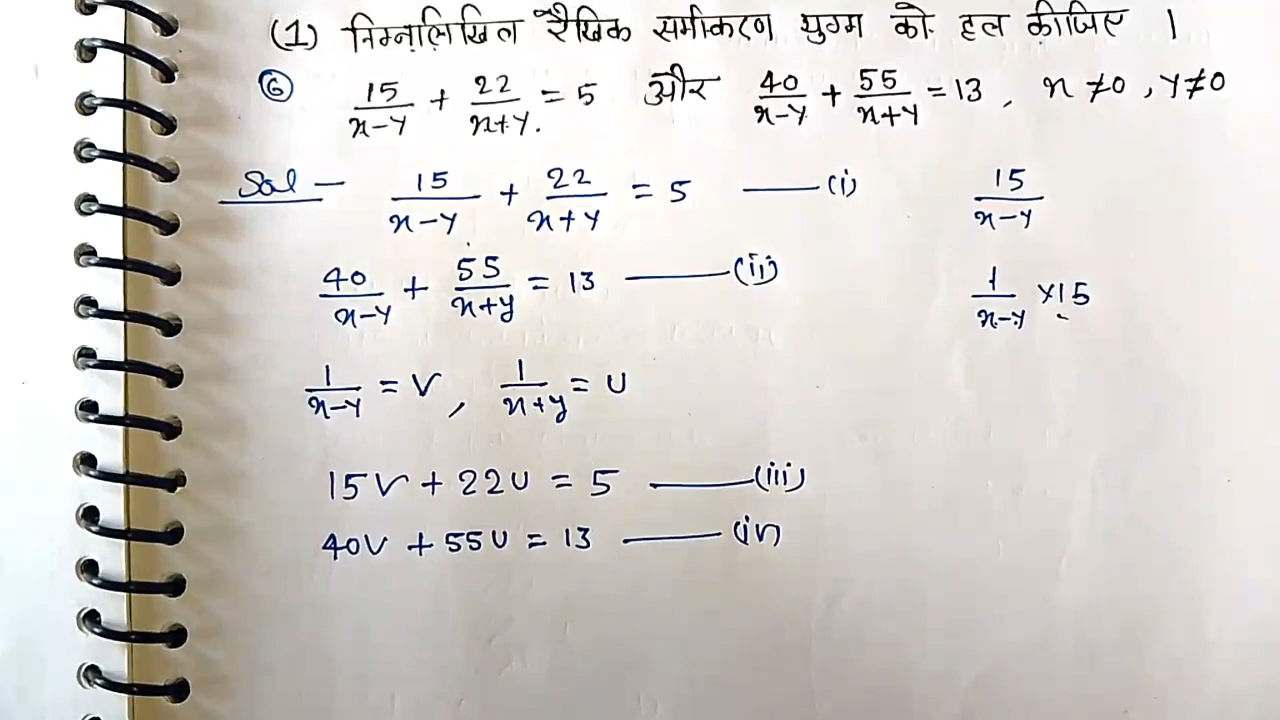 (1) निम्नलिखित रैखिक समीकरण युग्म को हल कीजिए ।
⑥ 15/(x-y) + 22/(x+y). = 5 और 40/(x-y) + 55/(x+y) = 13, x ≠ 0, y ≠ 0
Sol — 15/(x-y) + 22/(x+y) = 5 —— (i)
15/(x-y)
40/(x-y) + 55/(x+y) = 13 —— (ii)
1/(x-y) × 15
1/(x-y) = V, 1/(x+y) = U
15V + 22U = 5 —— (iii)
40V + 55U = 13 —— (iv)